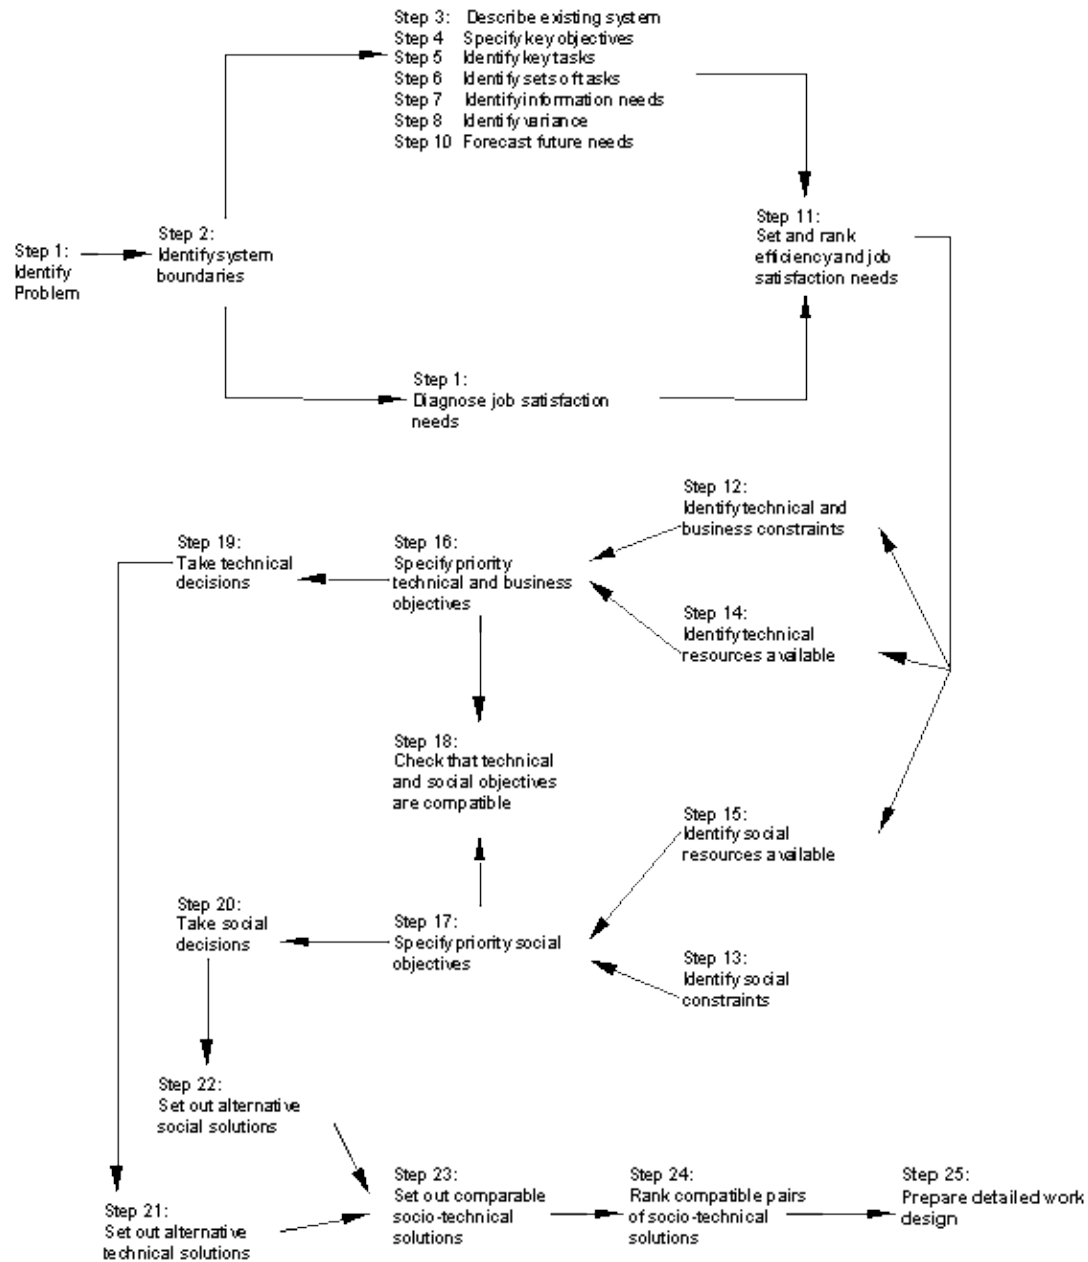 Step 3: Describe existing system
Step 4 Specify key objectives
Step 5 Identify key tasks
Step 6 Identify sets of tasks
Step 7 Identify information needs
Step 8 Identify variance
Step 10 Forecast future needs
Step 1:
Identify
Problem
Step 2:
Identify system
boundaries
Step 11:
Set and rank
efficiency and job
satisfaction needs
Step 1:
Diagnose job satisfaction
needs
Step 12:
Identify technical and
business constraints
Step 19:
Take technical
decisions
Step 16:
Specify priority
technical and business
objectives
Step 14:
Identify technical
resources available
Step 18:
Check that technical
and social objectives
are compatible
Step 15:
Identify social
resources available
Step 20:
Take social
decisions
Step 17:
Specify priority social
objectives
Step 13:
Identify social
constraints
Step 22:
Set out alternative
social solutions
Step 21:
Set out alternative
technical solutions
Step 23:
Set out comparable
socio-technical
solutions
Step 24:
Rank compatible pairs
of socio-technical
solutions
Step 25:
Prepare detailed work
design